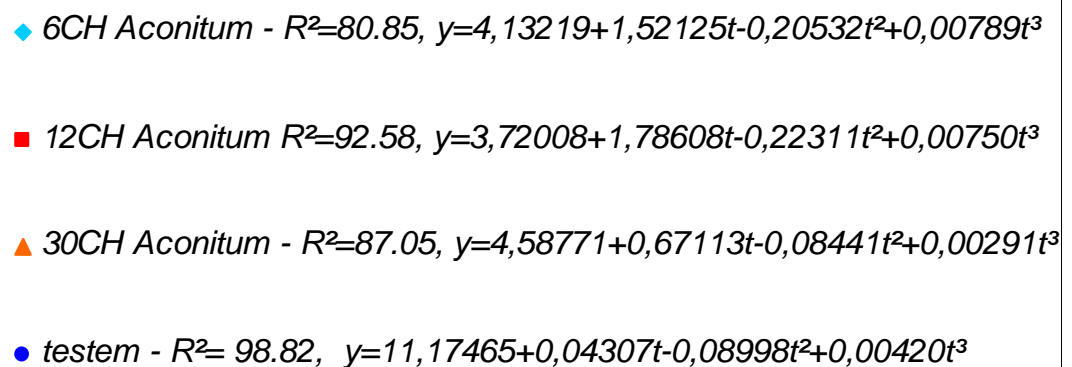 6CH Aconitum - R²=80.85, y=4,13219+1,52125t-0,20532t²+0,00789t³
12CH Aconitum R²=92.58, y=3,72008+1,78608t-0,22311t²+0,00750t³
30CH Aconitum - R²=87.05, y=4,58771+0,67113t-0,08441t²+0,00291t³
testem - R²= 98.82, y=11,17465+0,04307t-0,08998t²+0,00420t³